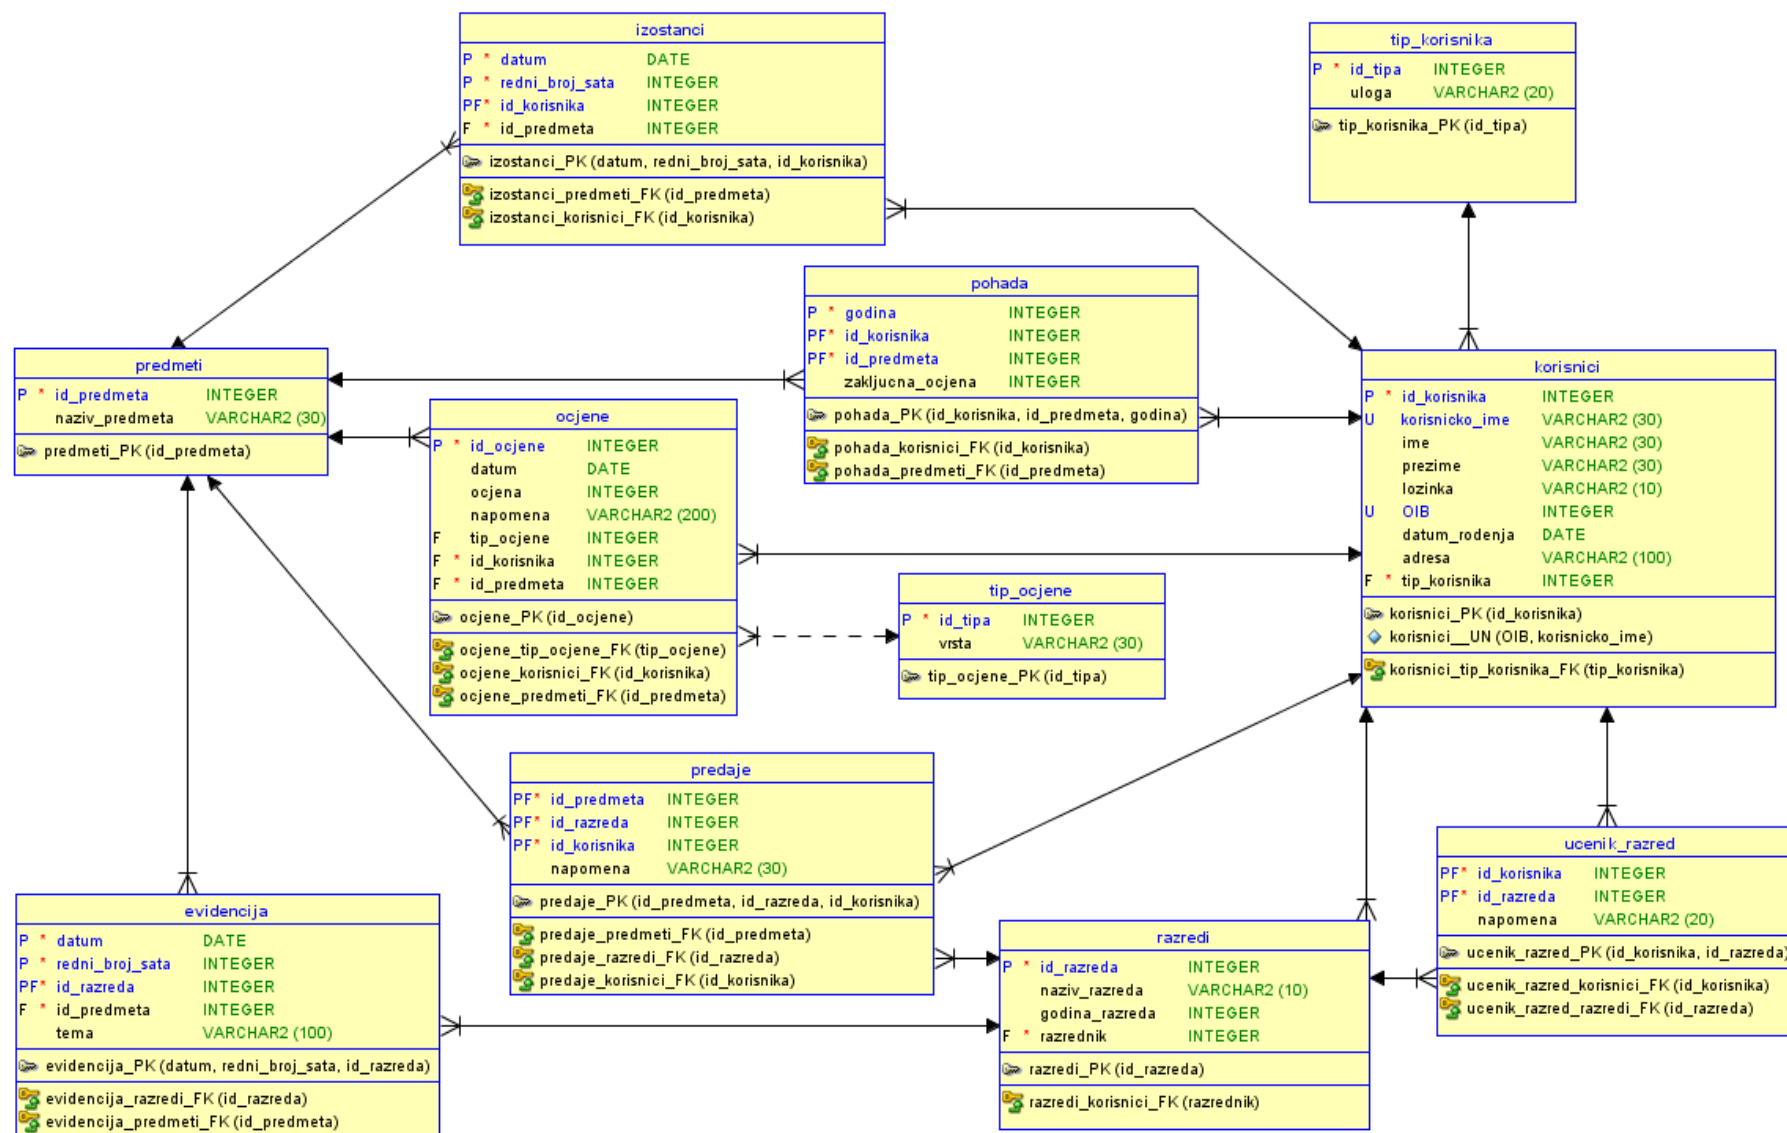 izostanci
P * datum DATE
P * redni_broj_sata INTEGER
PF* id_korisnika INTEGER
F * id_predmeta INTEGER
izostanci_PK (datum, redni_broj_sata, id_korisnika)
izostanci_predmeti_FK (id_predmeta)
izostanci_korisnici_FK (id_korisnika)
tip_korisnika
P * id_tipa INTEGER
uloga VARCHAR2 (20)
tip_korisnika_PK (id_tipa)
pohada
P * godina INTEGER
PF* id_korisnika INTEGER
PF* id_predmeta INTEGER
zakljucna_ocjena INTEGER
pohada_PK (id_korisnika, id_predmeta, godina)
pohada_korisnici_FK (id_korisnika)
pohada_predmeti_FK (id_predmeta)
predmeti
P * id_predmeta INTEGER
naziv_predmeta VARCHAR2 (30)
predmeti_PK (id_predmeta)
korisnici
P * id_korisnika INTEGER
U korisnicko_ime VARCHAR2 (30)
ime VARCHAR2 (30)
prezime VARCHAR2 (30)
lozinka VARCHAR2 (10)
U OIB INTEGER
datum_rodenja DATE
adresa VARCHAR2 (100)
F * tip_korisnika INTEGER
korisnici_PK (id_korisnika)
korisnici__UN (OIB, korisnicko_ime)
korisnici_tip_korisnika_FK (tip_korisnika)
ocjene
P * id_ocjene INTEGER
datum DATE
ocjena INTEGER
napomena VARCHAR2 (200)
F tip_ocjene INTEGER
F * id_korisnika INTEGER
F * id_predmeta INTEGER
ocjene_PK (id_ocjene)
ocjene_tip_ocjene_FK (tip_ocjene)
ocjene_korisnici_FK (id_korisnika)
ocjene_predmeti_FK (id_predmeta)
tip_ocjene
P * id_tipa INTEGER
vrsta VARCHAR2 (30)
tip_ocjene_PK (id_tipa)
predaje
PF* id_predmeta INTEGER
PF* id_razreda INTEGER
PF* id_korisnika INTEGER
napomena VARCHAR2 (30)
predaje_PK (id_predmeta, id_razreda, id_korisnika)
predaje_predmeti_FK (id_predmeta)
predaje_razredi_FK (id_razreda)
predaje_korisnici_FK (id_korisnika)
ucenik_razred
PF* id_korisnika INTEGER
PF* id_razreda INTEGER
napomena VARCHAR2 (20)
ucenik_razred_PK (id_korisnika, id_razreda)
ucenik_razred_korisnici_FK (id_korisnika)
ucenik_razred_razredi_FK (id_razreda)
evidencija
P * datum DATE
P * redni_broj_sata INTEGER
PF* id_razreda INTEGER
F * id_predmeta INTEGER
tema VARCHAR2 (100)
evidencija_PK (datum, redni_broj_sata, id_razreda)
evidencija_razredi_FK (id_razreda)
evidencija_predmeti_FK (id_predmeta)
razredi
P * id_razreda INTEGER
naziv_razreda VARCHAR2 (10)
godina_razreda INTEGER
F * razrednik INTEGER
razredi_PK (id_razreda)
razredi_korisnici_FK (razrednik)